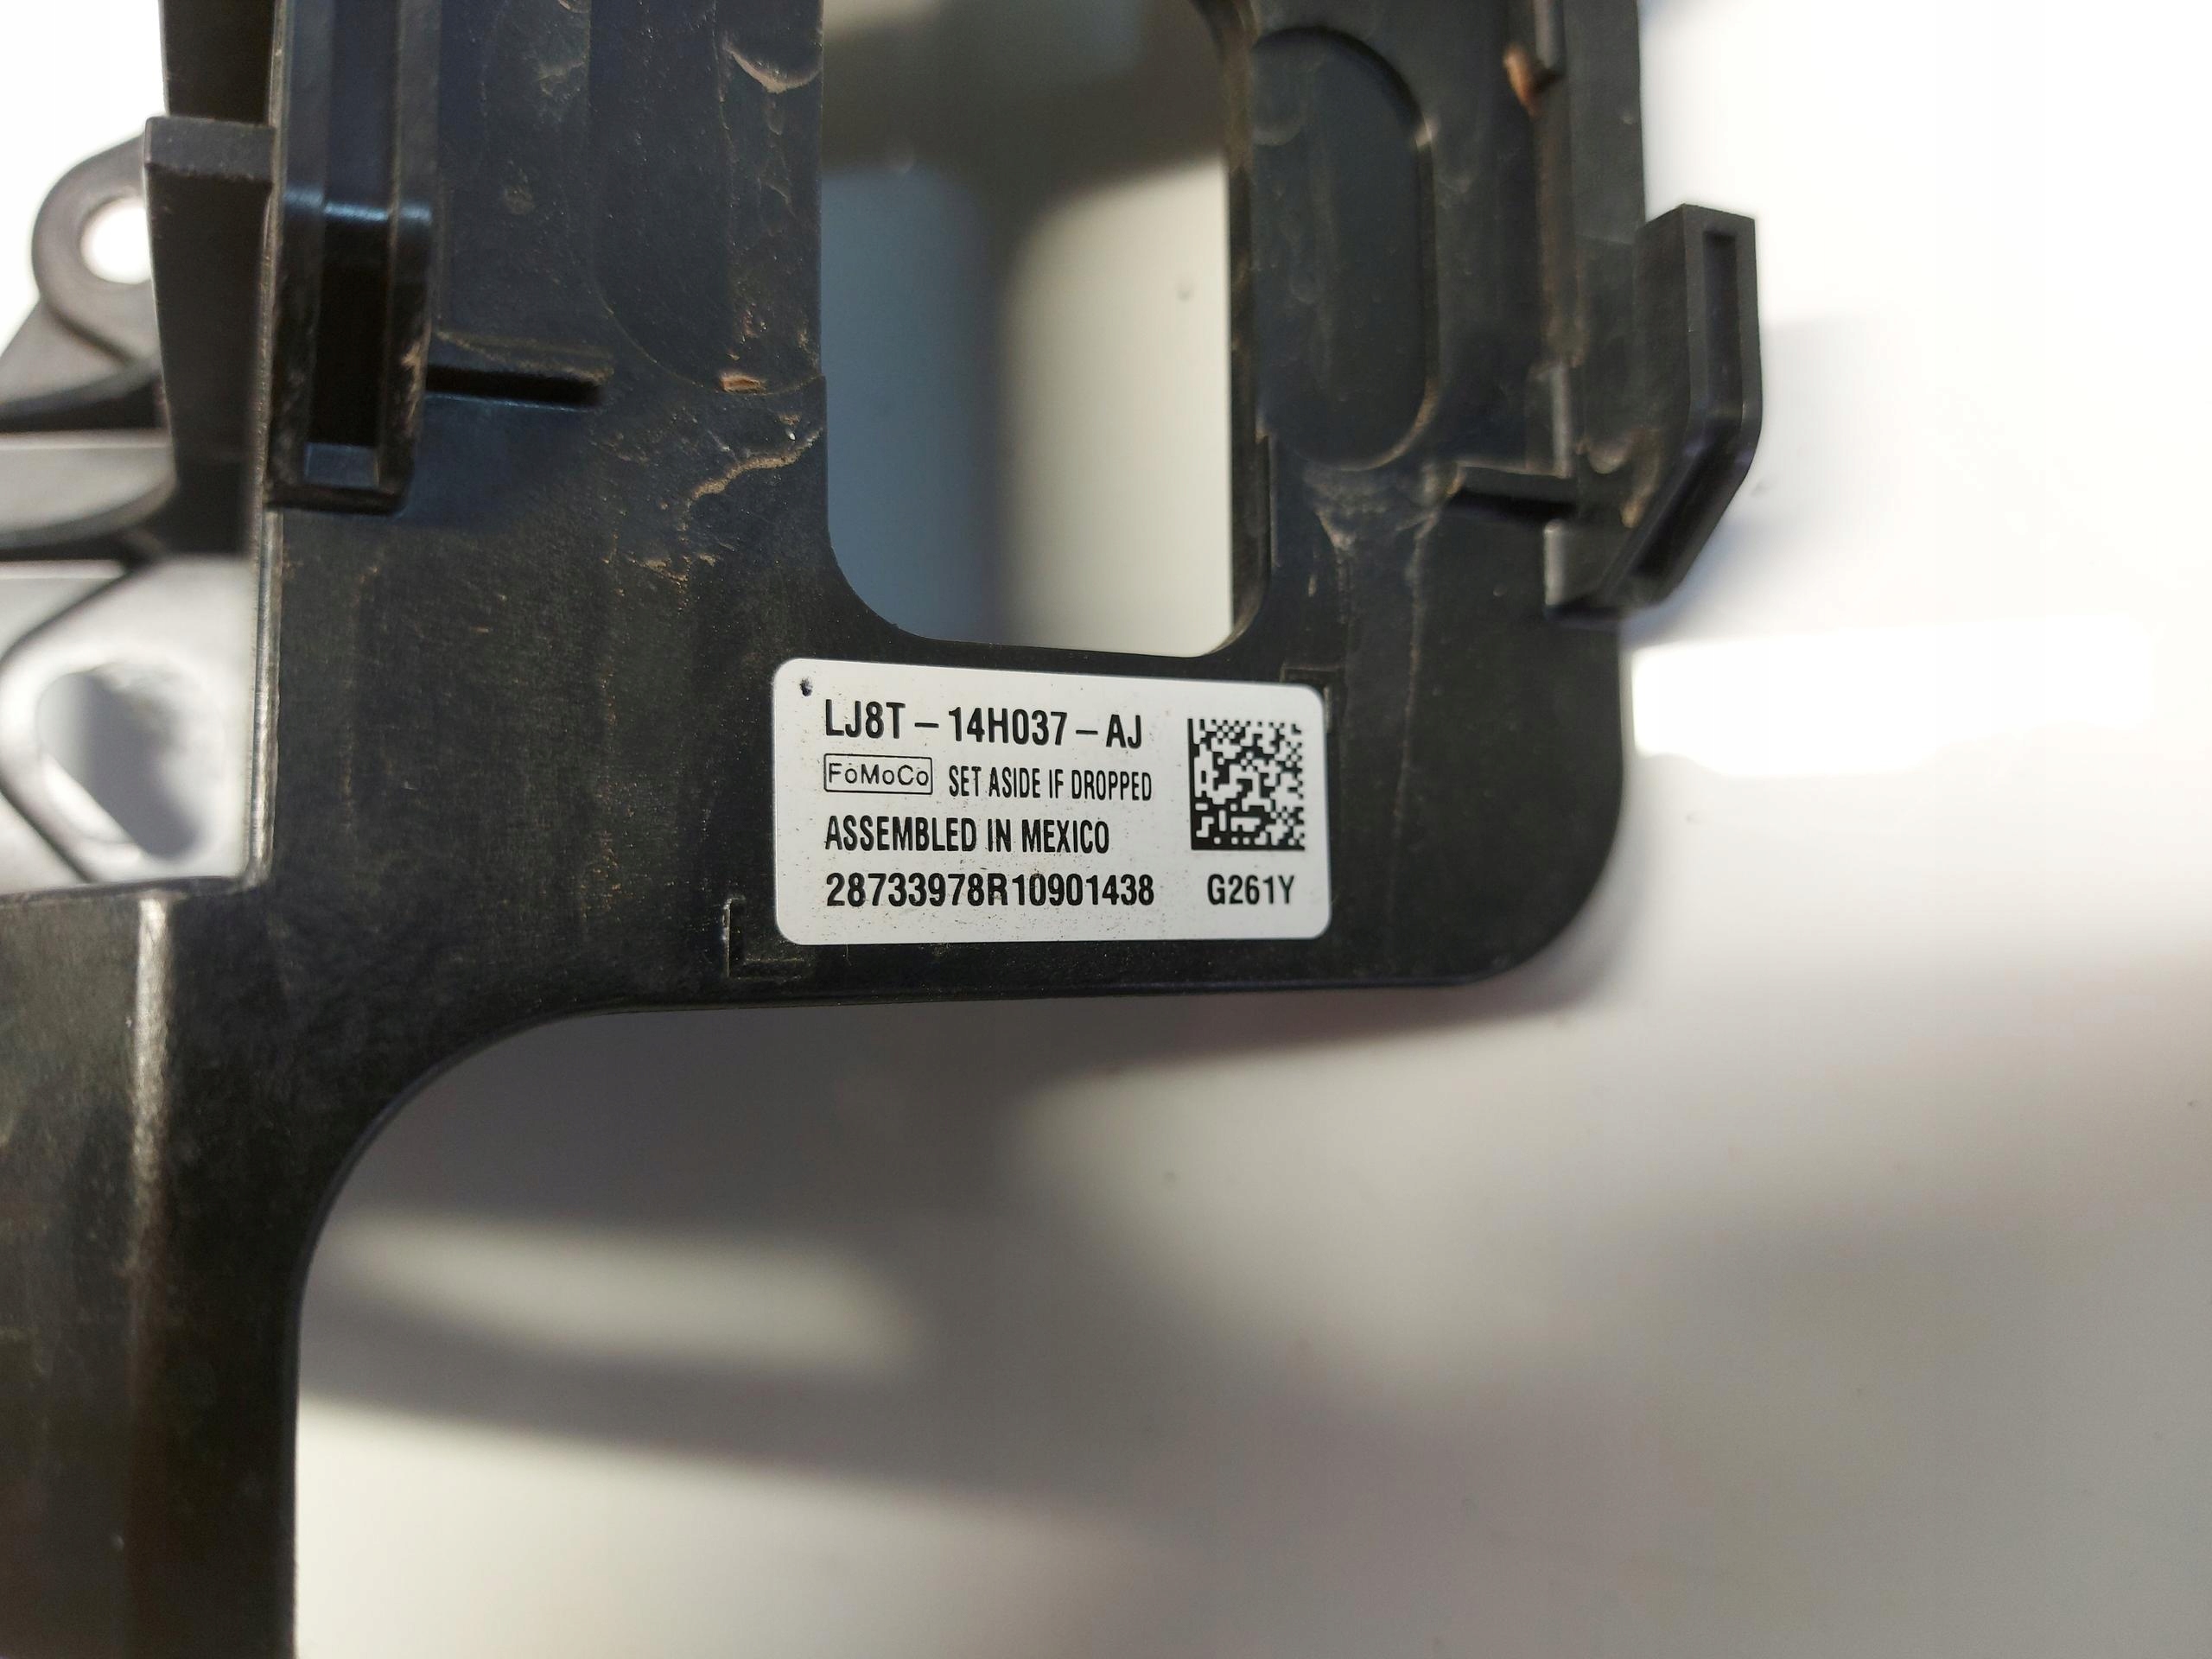 LJ8T – 14H037 – AJ
FoMoCo SET ASIDE IF DROPPED
ASSEMBLED IN MEXICO
28733978R10901438 G261Y